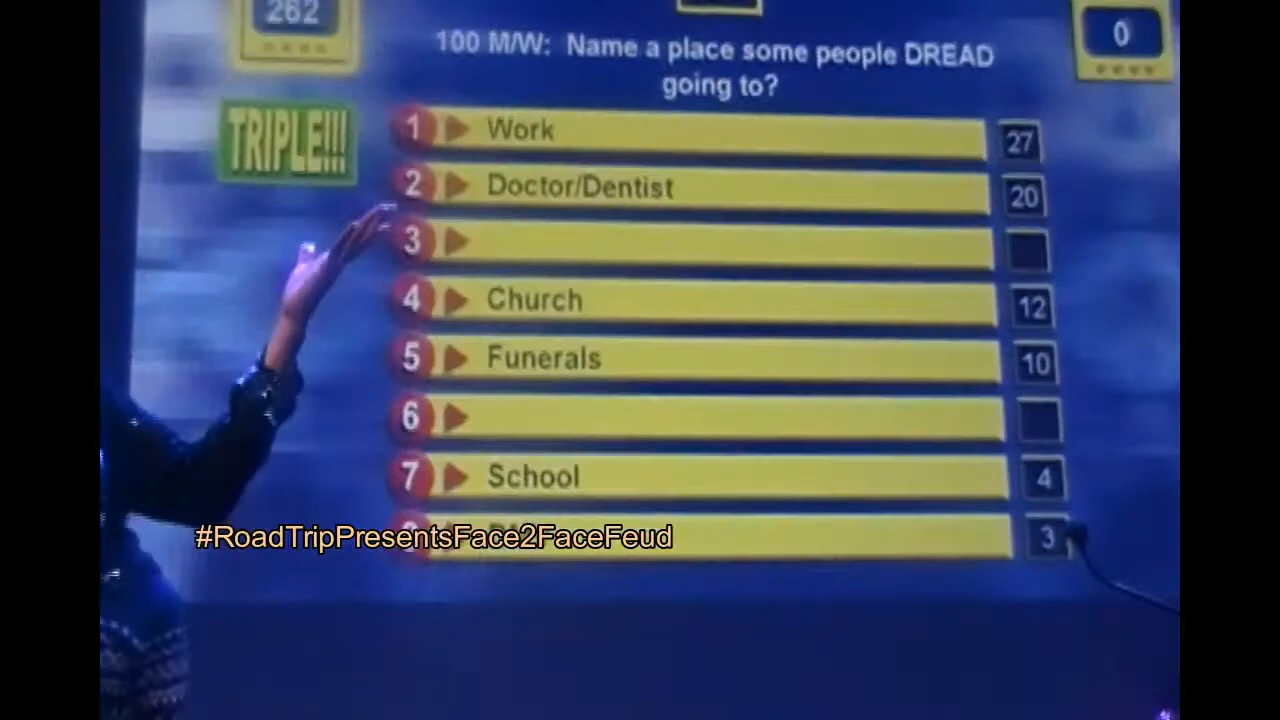 262
0
100 M/W: Name a place some people DREAD
going to?
TRIPLE!!!
1 Work 27
2 Doctor/Dentist 20
3
4 Church 12
5 Funerals 10
6
7 School 4
3
#RoadTripPresentsFace2FaceFeud